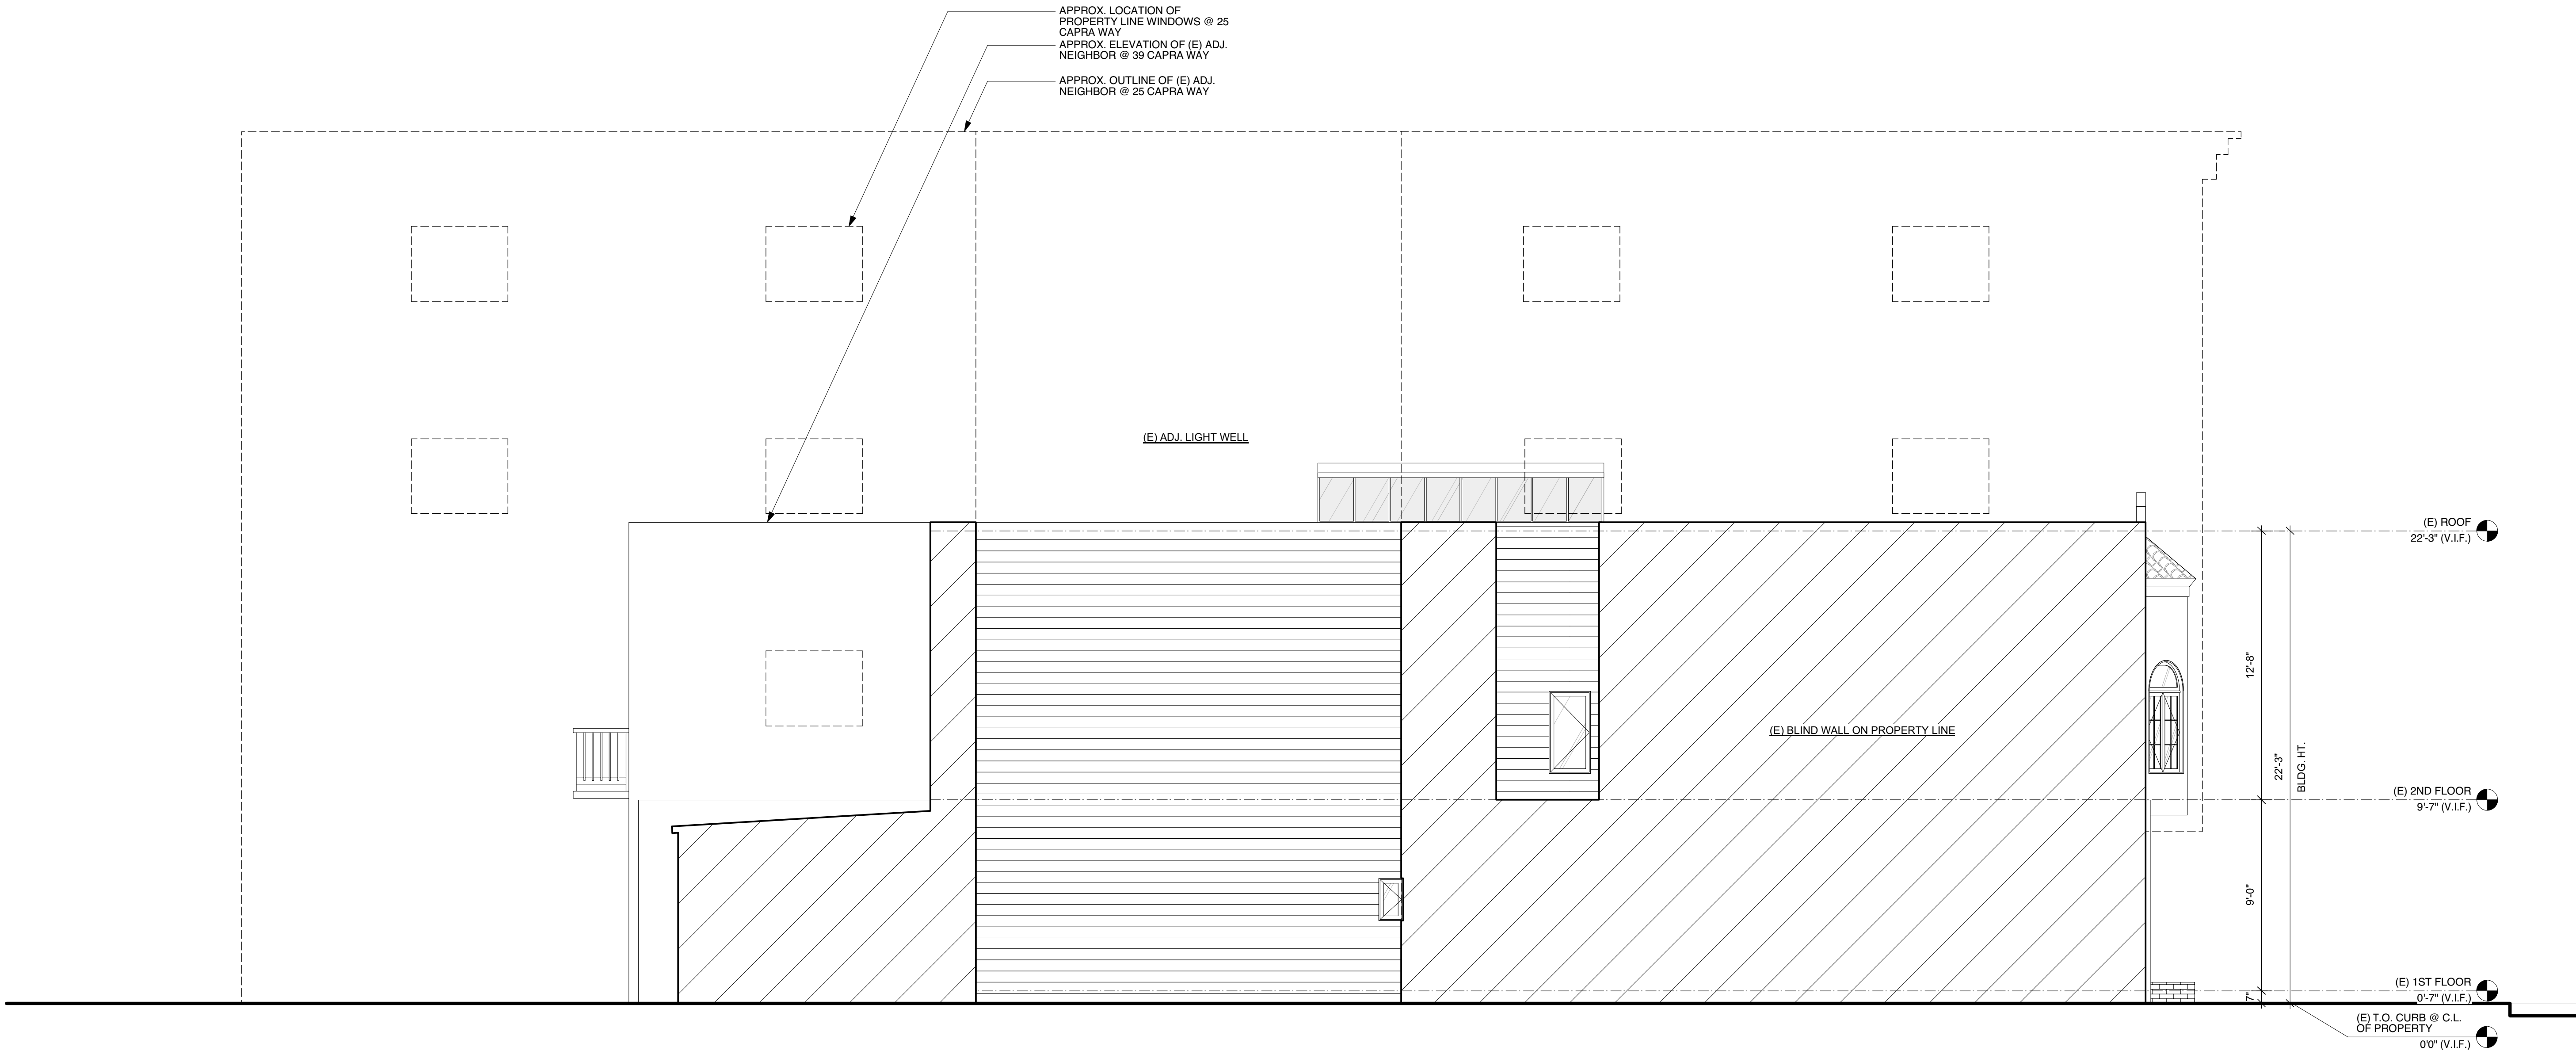 APPROX. LOCATION OF
PROPERTY LINE WINDOWS @ 25
CAPRA WAY
APPROX. ELEVATION OF (E) ADJ.
NEIGHBOR @ 39 CAPRA WAY
APPROX. OUTLINE OF (E) ADJ.
NEIGHBOR @ 25 CAPRA WAY
(E) ADJ. LIGHT WELL
(E) ROOF
22'-3" (V.I.F.)
12'-8"
(E) BLIND WALL ON PROPERTY LINE
22'-3"
BLDG. HT.
(E) 2ND FLOOR
9'-7" (V.I.F.)
9'-0"
(E) 1ST FLOOR
0'-7" (V.I.F.)
7"
(E) T.O. CURB @ C.L.
OF PROPERTY
0'0" (V.I.F.)